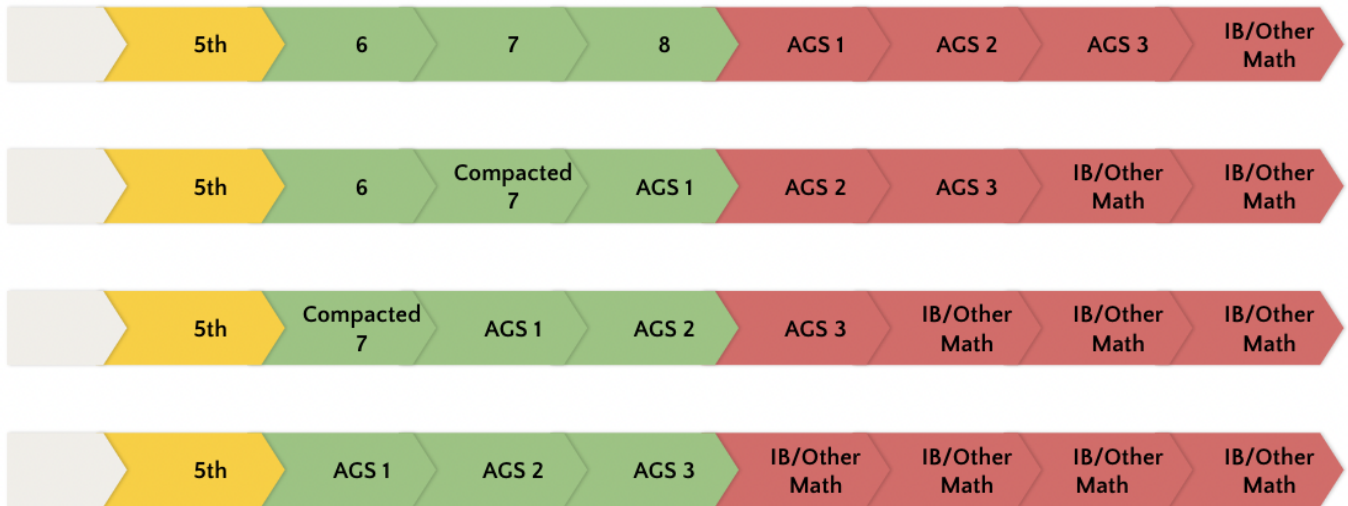 5th 6 7 8 AGS 1 AGS 2 AGS 3 IB/Other
Math
5th 6 Compacted
7 AGS 1 AGS 2 AGS 3 IB/Other
Math IB/Other
Math
5th Compacted
7 AGS 1 AGS 2 AGS 3 IB/Other
Math IB/Other
Math IB/Other
Math
5th AGS 1 AGS 2 AGS 3 IB/Other
Math IB/Other
Math IB/Other
Math IB/Other
Math